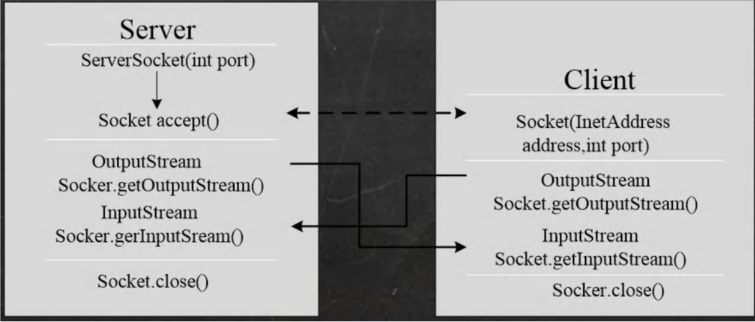 Server
ServerSocket(int port)
Socket accept()
OutputStream
Socker.getOutputStream()
InputStream
Socker.gerInputSream()
Socket.close()
Client
Socket(InetAddress
address,int port)
OutputStream
Socket.getOutputStream()
InputStream
Socket.getInputStream()
Socker.close()